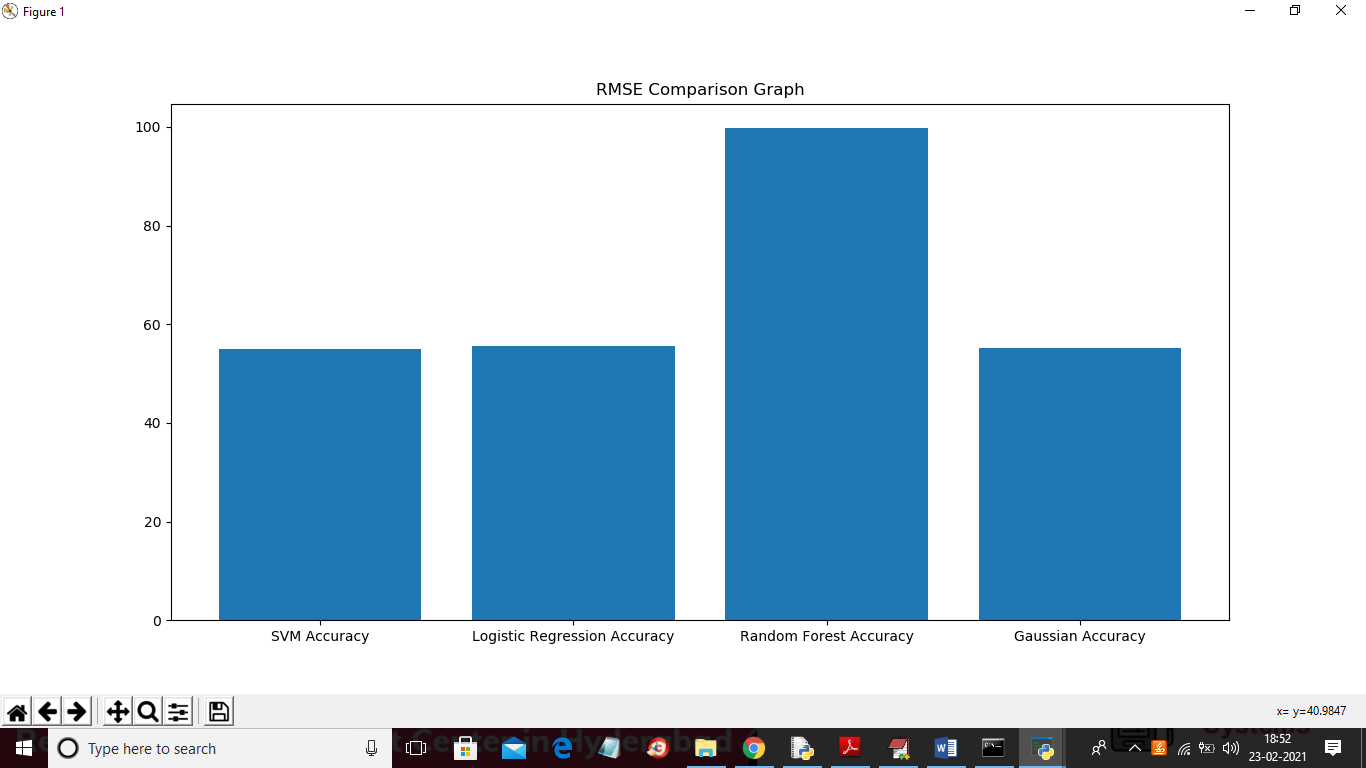 Figure 1
RMSE Comparison Graph
100
80
60
40
20
0
SVM Accuracy Logistic Regression Accuracy Random Forest Accuracy Gaussian Accuracy
x= y=40.9847
Type here to search
18:52
23-02-2021